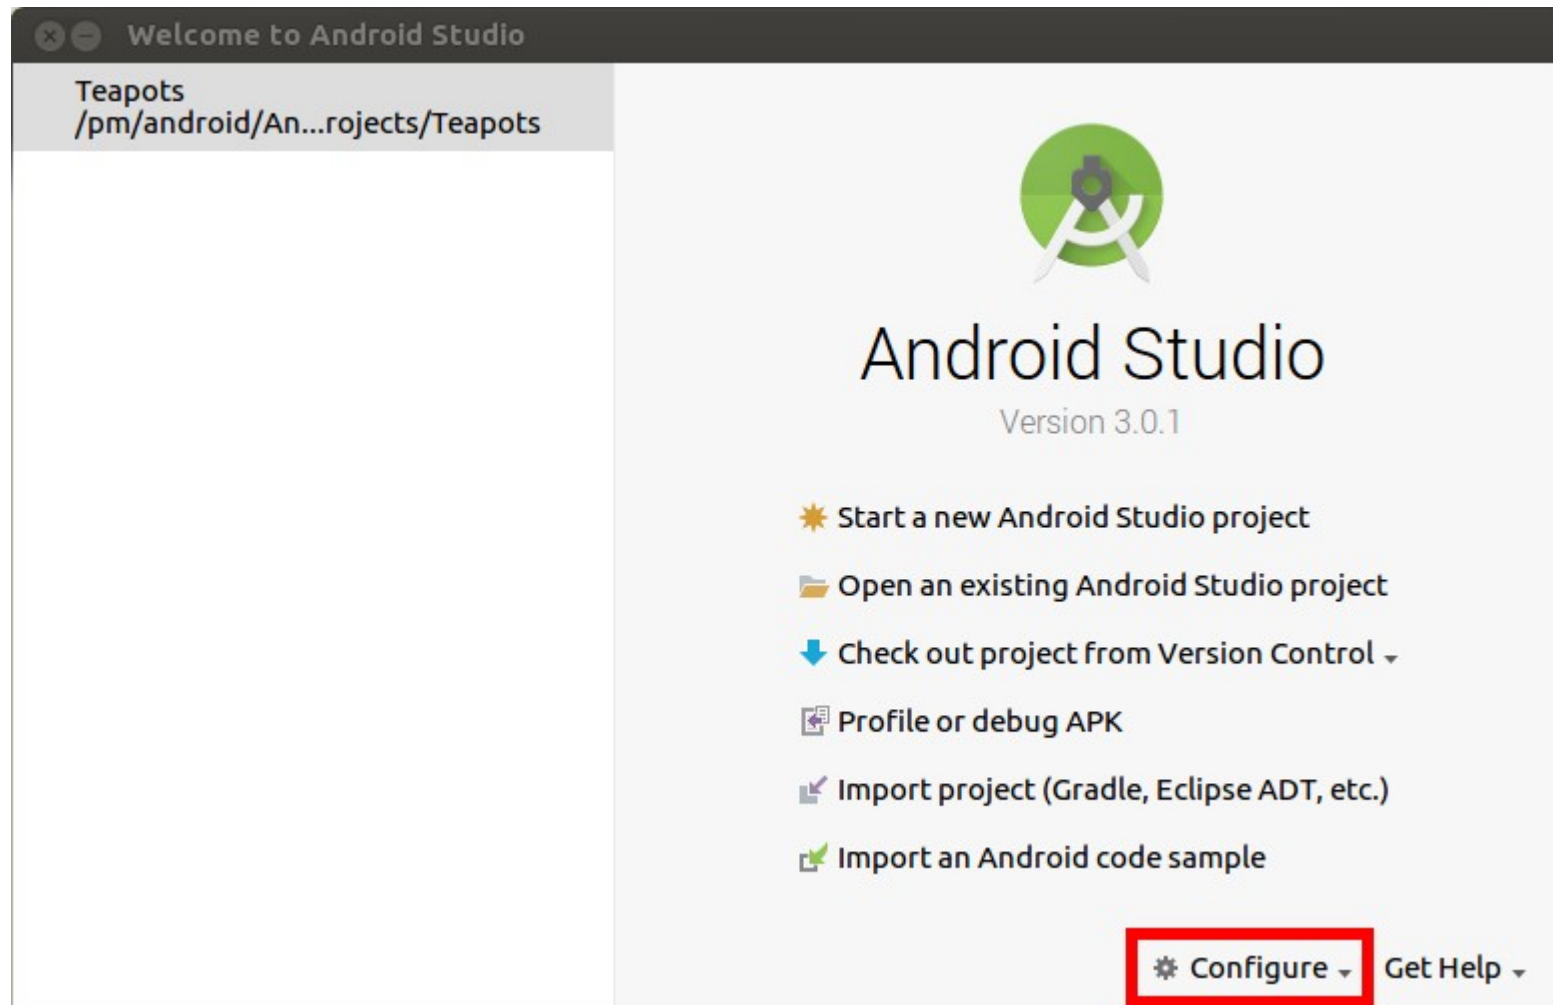 Welcome to Android Studio
Teapots
/pm/android/An...rojects/Teapots
Android Studio
Version 3.0.1
Start a new Android Studio project
Open an existing Android Studio project
Check out project from Version Control
Profile or debug APK
Import project (Gradle, Eclipse ADT, etc.)
Import an Android code sample
Configure Get Help